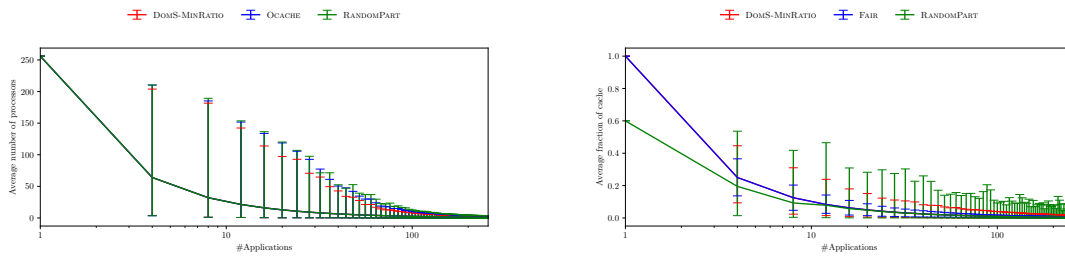 DomS-MinRatio Ocache RandomPart
250
200
150
100
50
0
Average number of processors
1 10 100
#Applications
DomS-MinRatio Fair RandomPart
1.0
0.8
0.6
0.4
0.2
0.0
Average fraction of cache
1 10 100
#Applications